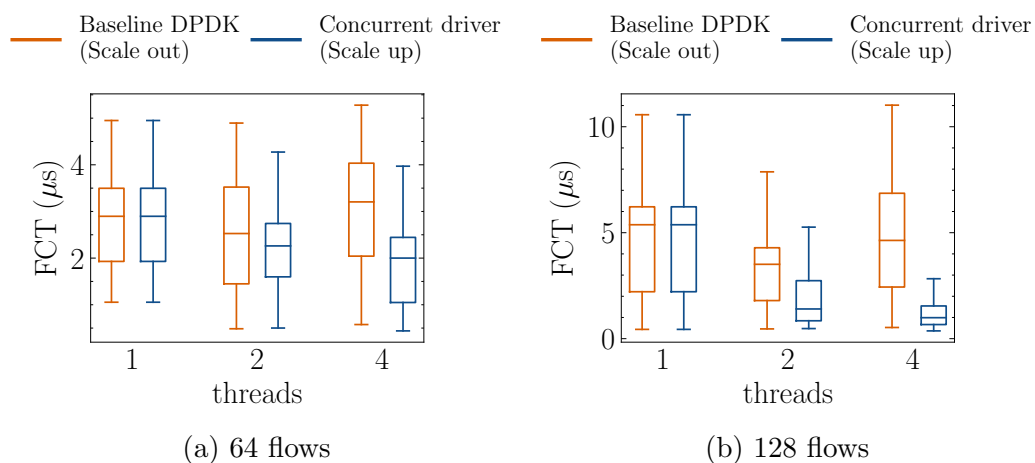 Baseline DPDK
(Scale out)
Concurrent driver
(Scale up)
FCT (μs)
4
2
1 2 4
threads
(a) 64 flows
Baseline DPDK
(Scale out)
Concurrent driver
(Scale up)
FCT (μs)
10
5
0
1 2 4
threads
(b) 128 flows